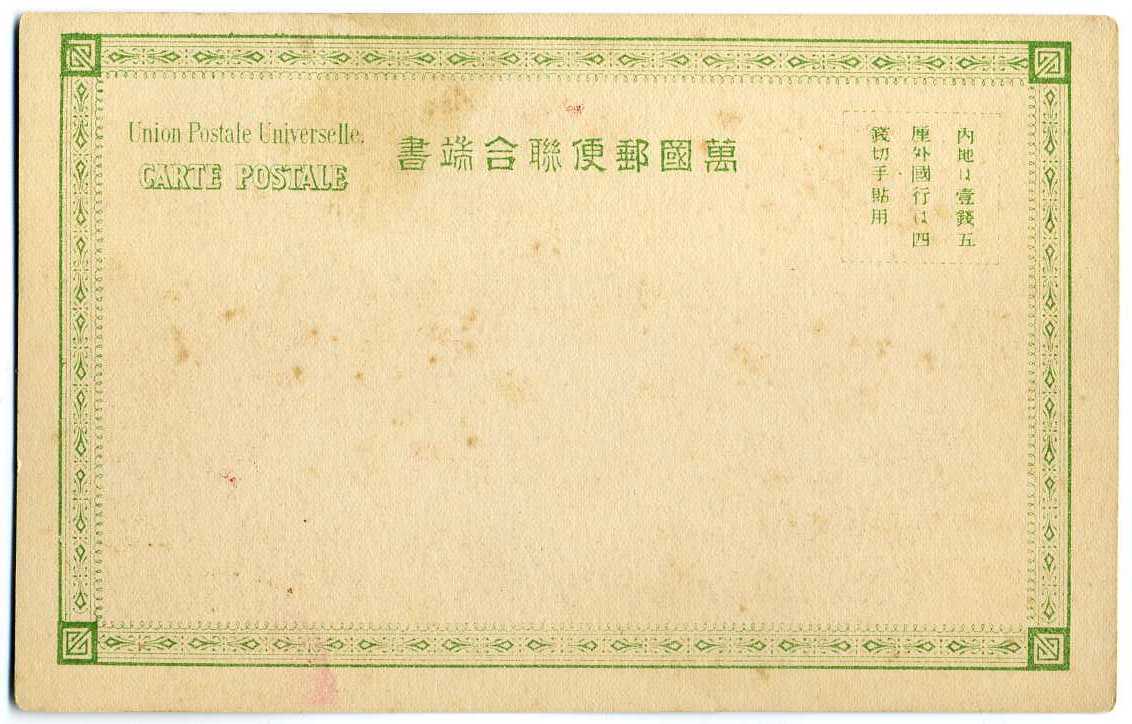 Union Postale Universelle.
CARTE POSTALE
萬國郵便聯合端書
内地は壹錢五
厘外國行は四
錢切手貼用